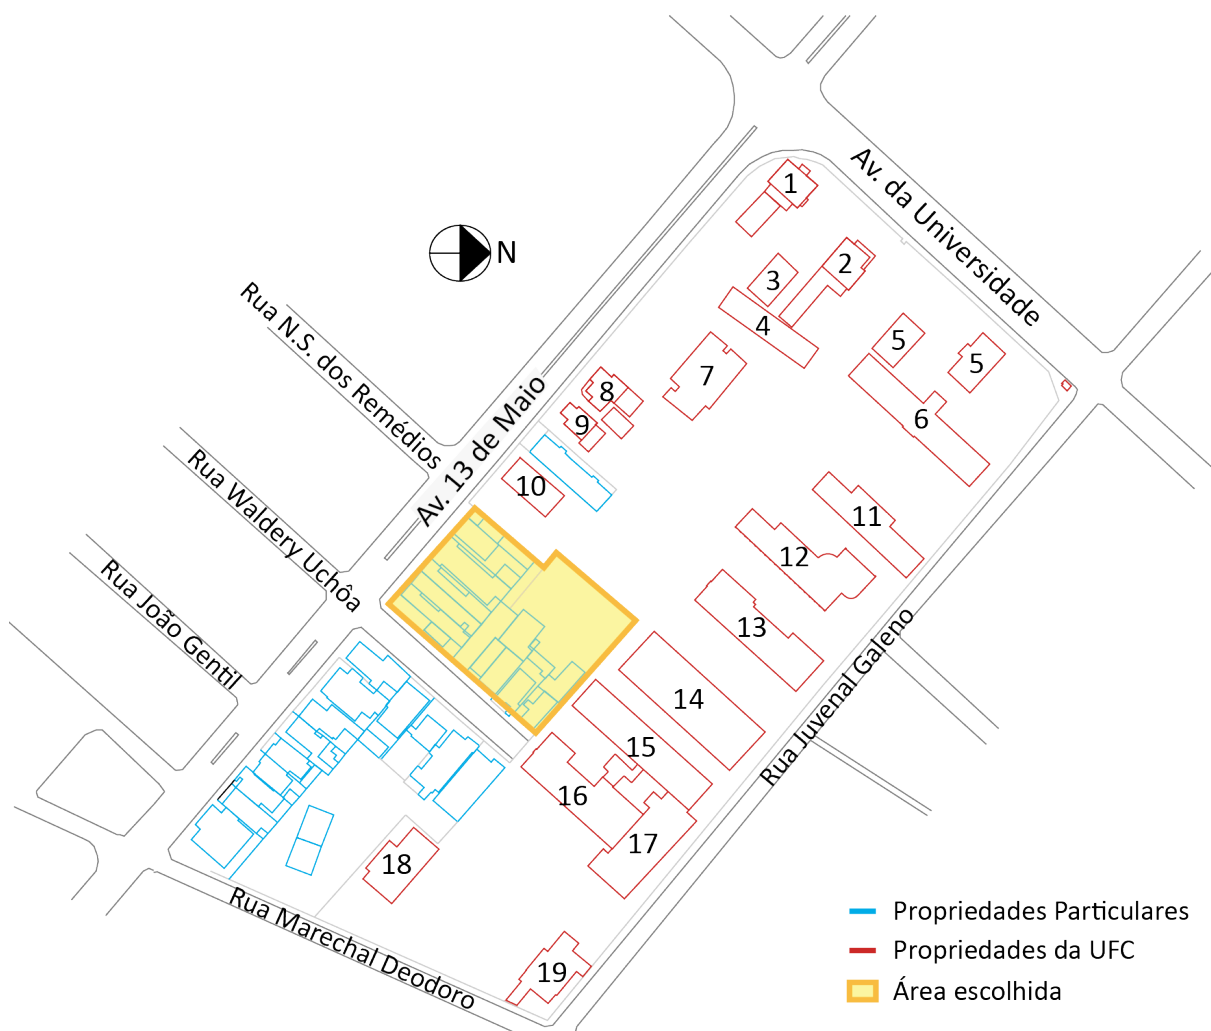 1
Av. da Universidade
2
N
3
4
5
5
Rua N.S. dos Remédios
7
8
6
9
Av. 13 de Maio
10
Rua Waldery Uchôa
11
12
Rua João Gentil
13
14
Rua Juvenal Galeno
15
16
17
18
Propriedades Particulares
Rua Marechal Deodoro
Propriedades da UFC
19
Área escolhida